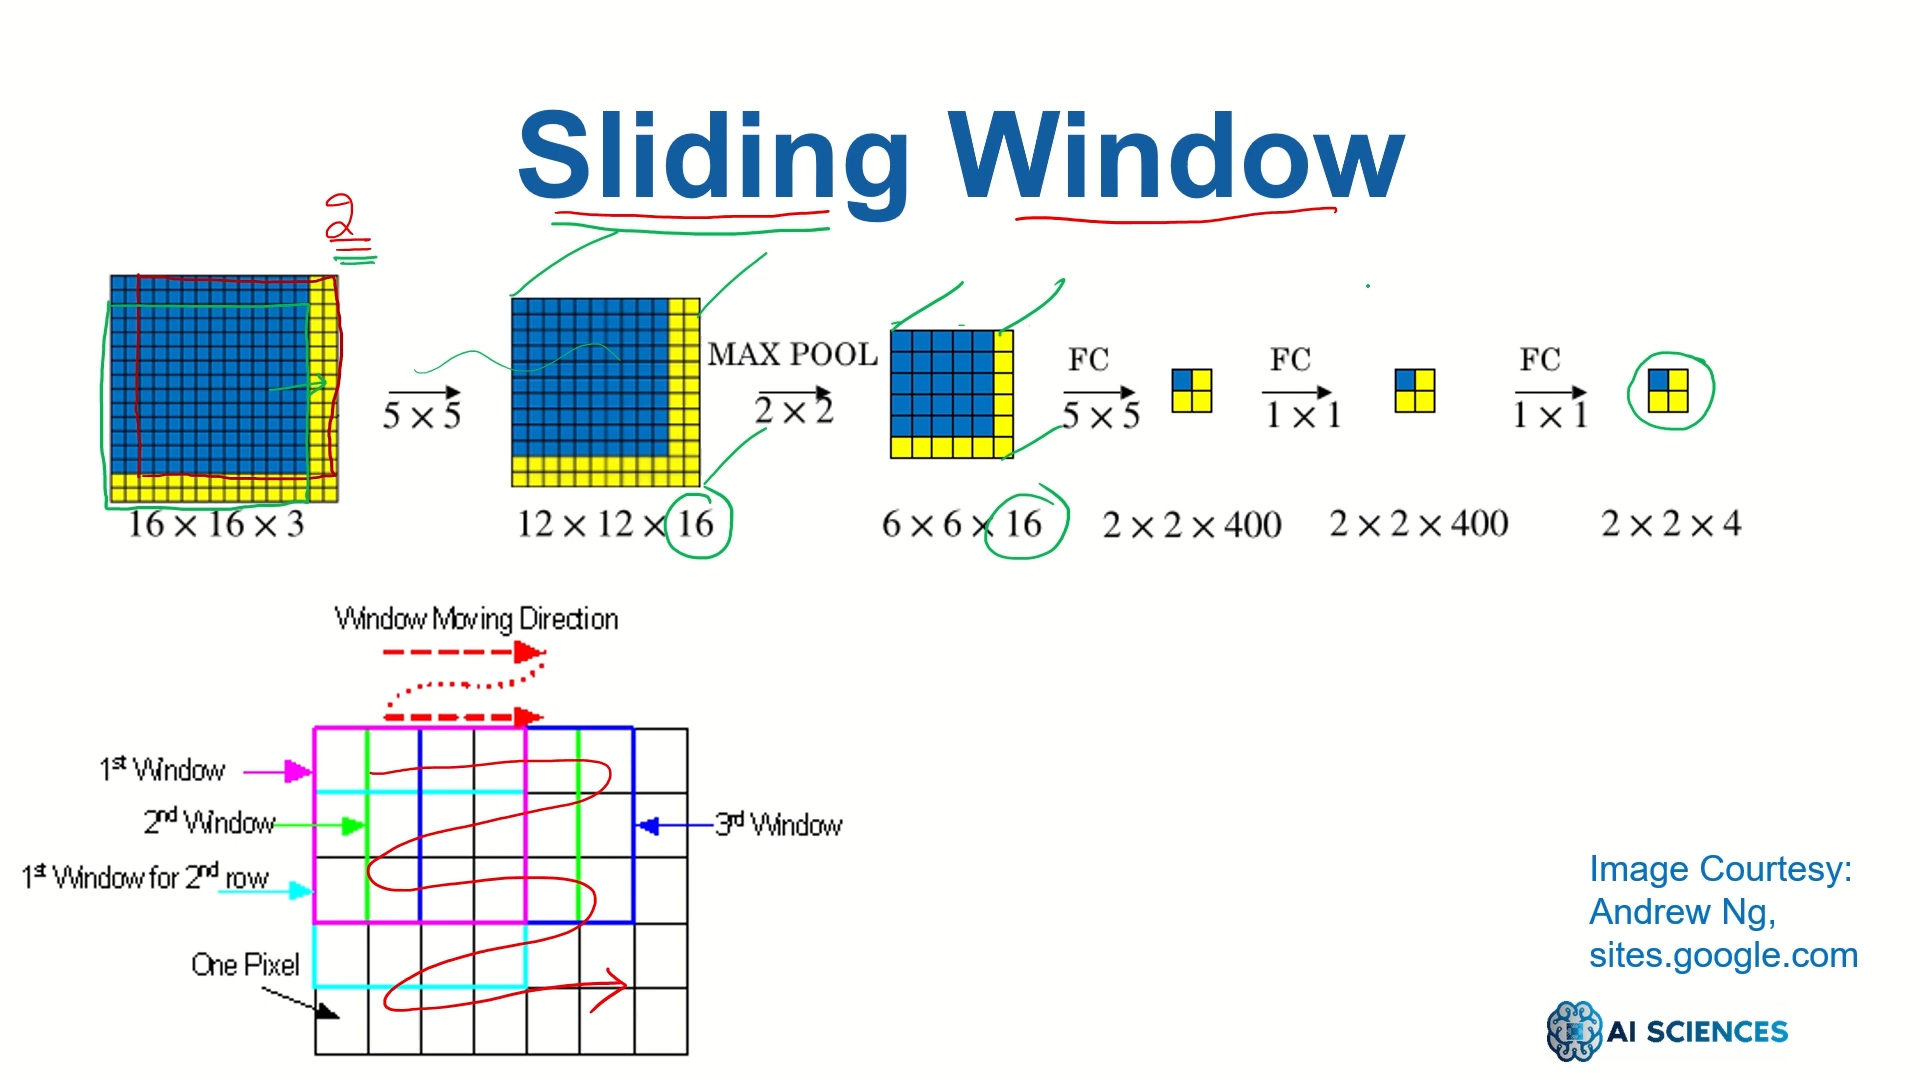 Sliding Window
2
MAX POOL
FC
FC
FC
5 × 5
2 × 2
5 × 5
1 × 1
1 × 1
16 × 16 × 3
12 × 12 × 16
6 × 6 × 16
2 × 2 × 400
2 × 2 × 400
2 × 2 × 4
Window Moving Direction
1st Window
2nd Window
3rd Window
1st Window for 2nd row
One Pixel
Image Courtesy:
Andrew Ng,
sites.google.com
AI SCIENCES